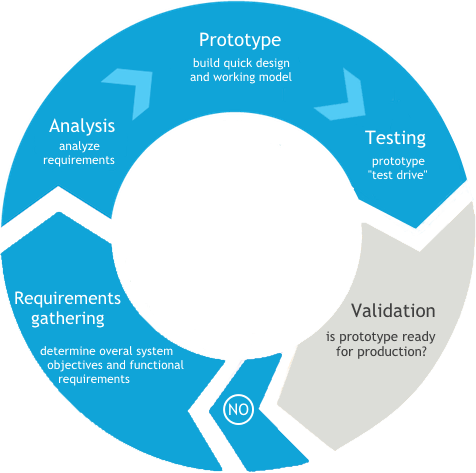 Prototype
build quick design
and working model
Analysis
analyze
requirements
Testing
prototype
"test drive"
Requirements
gathering
determine overal system
objectives and functional
requirements
Validation
is prototype ready
for production?
NO